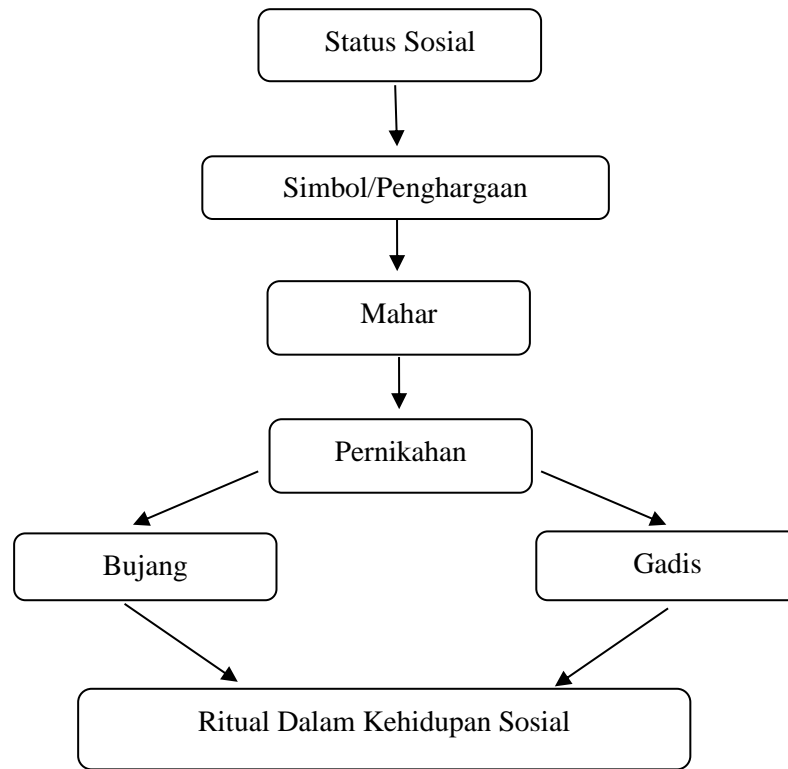 Status Sosial
Simbol/Penghargaan
Mahar
Pernikahan
Bujang
Gadis
Ritual Dalam Kehidupan Sosial